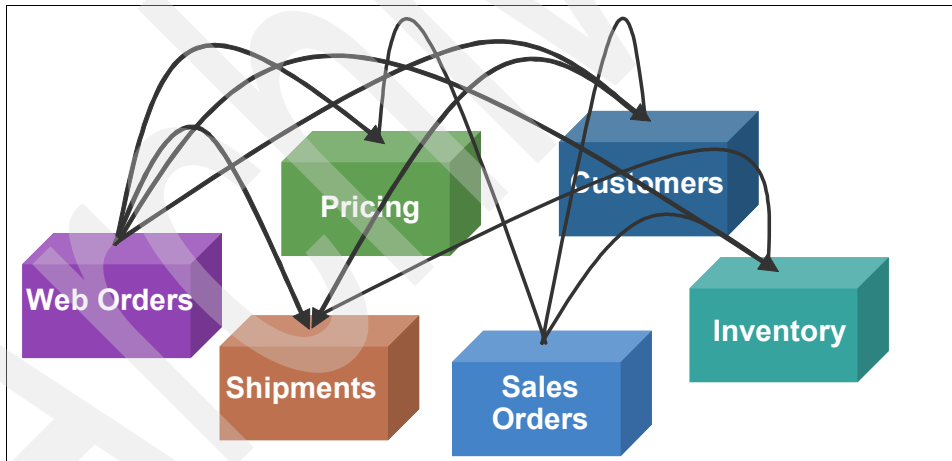 Pricing
Customers
Web Orders
Shipments
Sales
Orders
Inventory